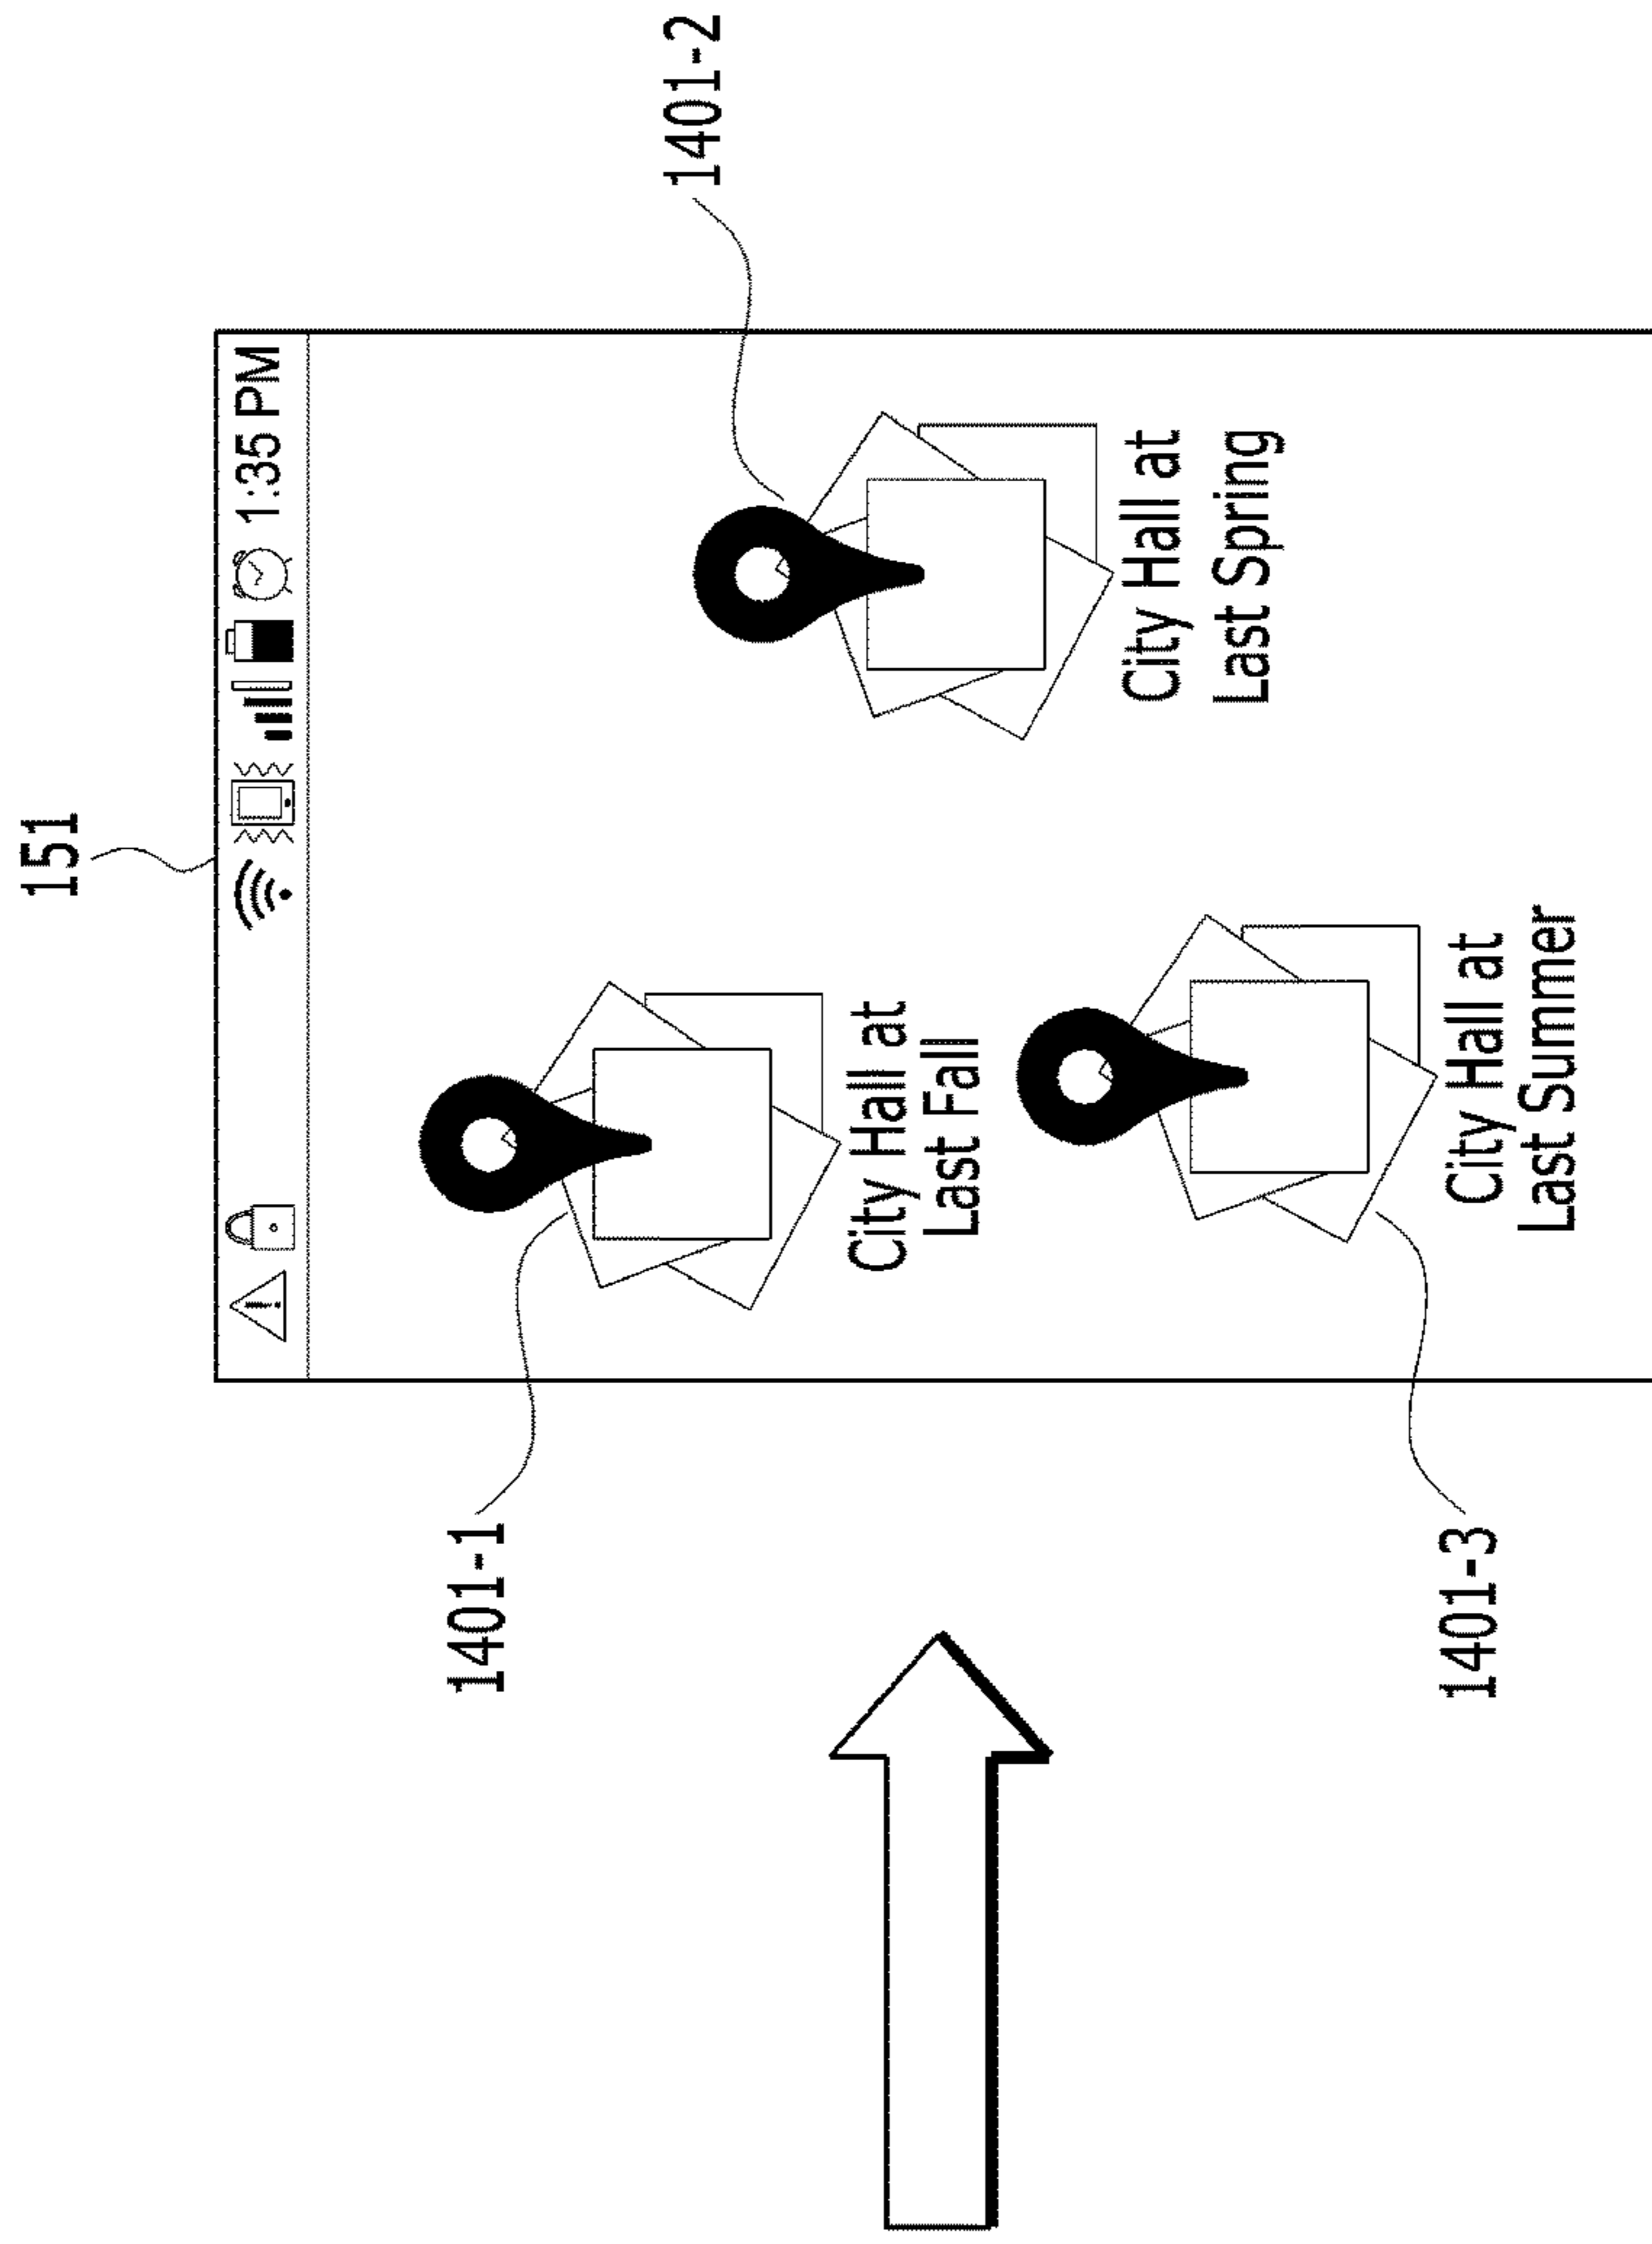 151
1:35 PM
1401-1
1401-2
City Hall at
Last Fall
City Hall at
Last Spring
1401-3
City Hall at
Last Summer